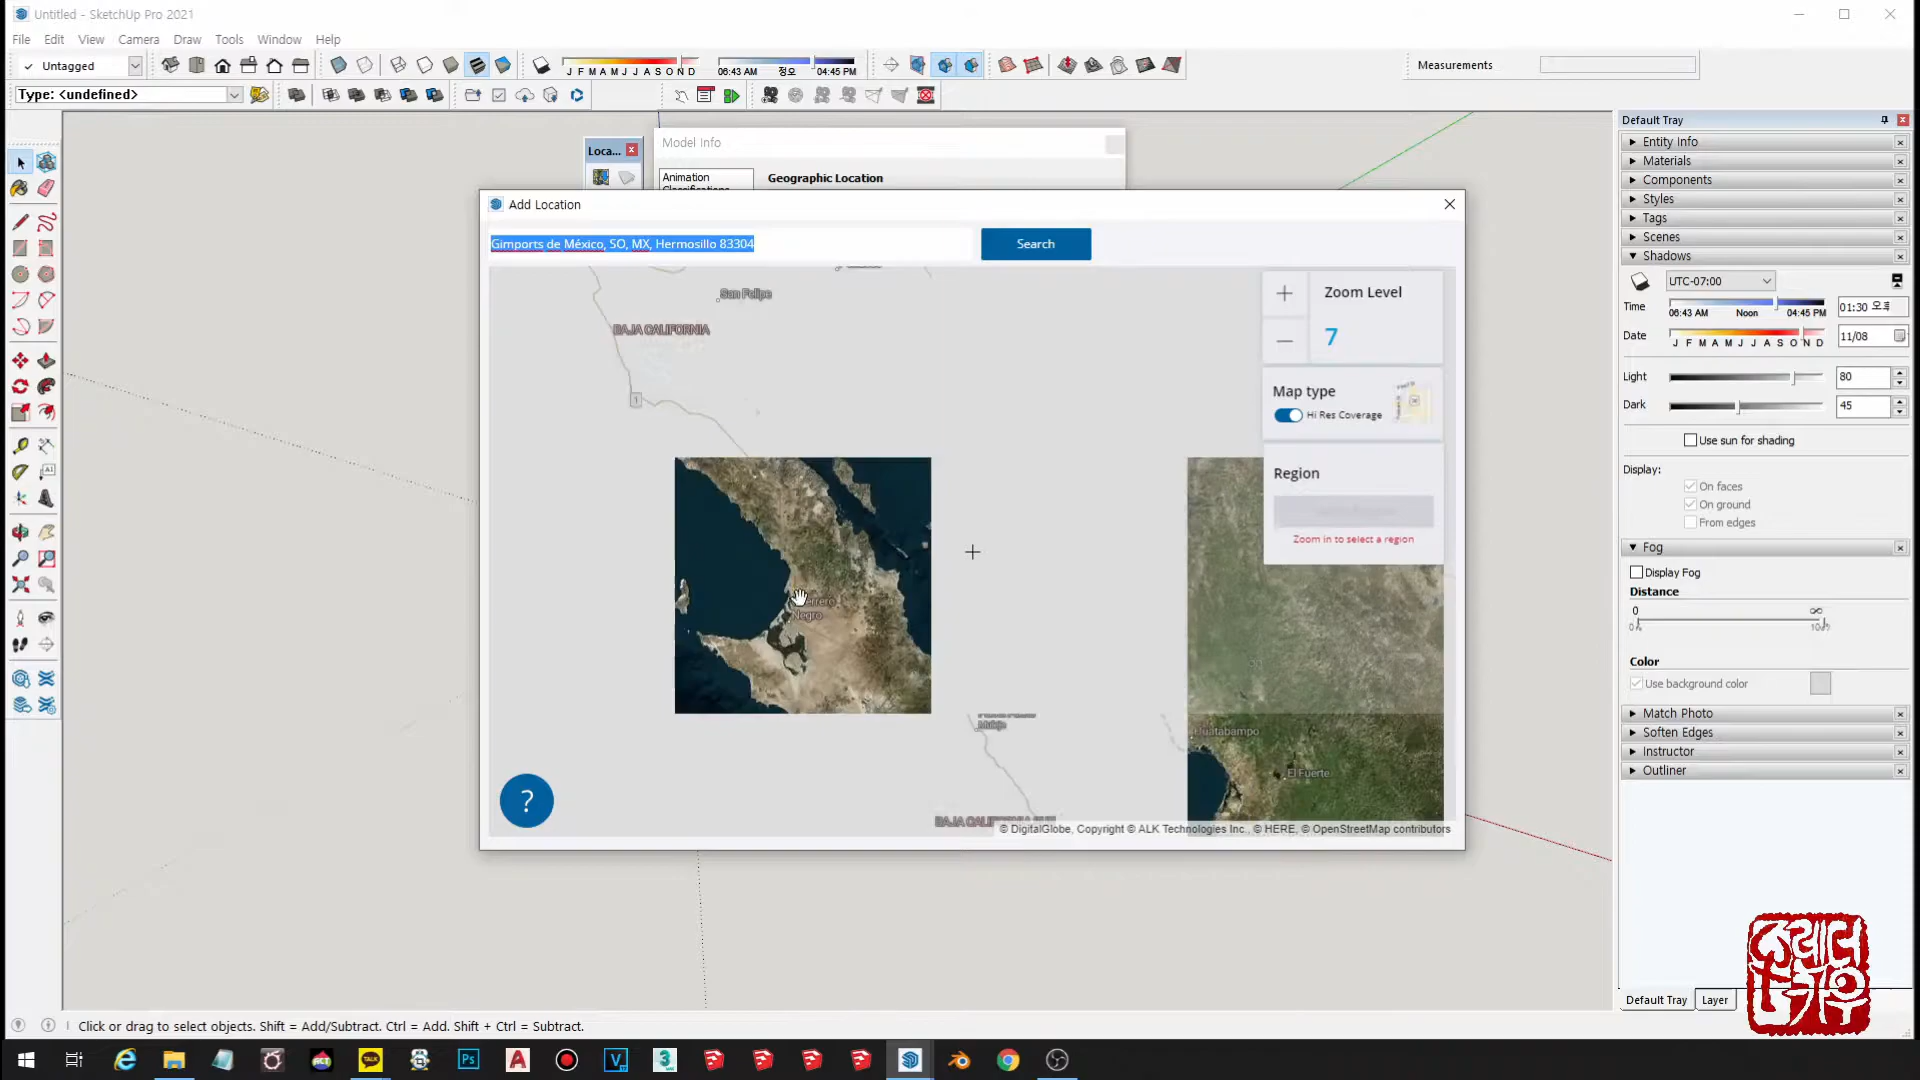 Untitled - SketchUp Pro 2021
File Edit View Camera Draw Tools Window Help
Untagged
J F M A M J J A S O N D
06:43 AM 정오 04:45 PM
Measurements
Type: <undefined>
Loca...
Model Info
Animation
Geographic Location
Add Location
Gimports de México, SO, MX, Hermosillo 83304
Search
San Felipe
BAJA CALIFORNIA
1
Zoom Level
7
Map type
Hi Res Coverage
Region
Zoom in to select a region
Negro
Huatabampo
El Fuerte
?
© DigitalGlobe, Copyright © ALK Technologies Inc., © HERE, © OpenStreetMap contributors
Default Tray
Entity Info
Materials
Components
Styles
Tags
Scenes
Shadows
UTC-07:00
Time
06:43 AM Noon 04:45 PM
01:30 오후
Date
J F M A M J J A S O N D
11/08
Light 80
Dark 45
Use sun for shading
Display:
On faces
On ground
From edges
Fog
Display Fog
Distance
0 ∞
Color
Use background color
Match Photo
Soften Edges
Instructor
Outliner
Default Tray Layer
Click or drag to select objects. Shift = Add/Subtract. Ctrl = Add. Shift + Ctrl = Subtract.